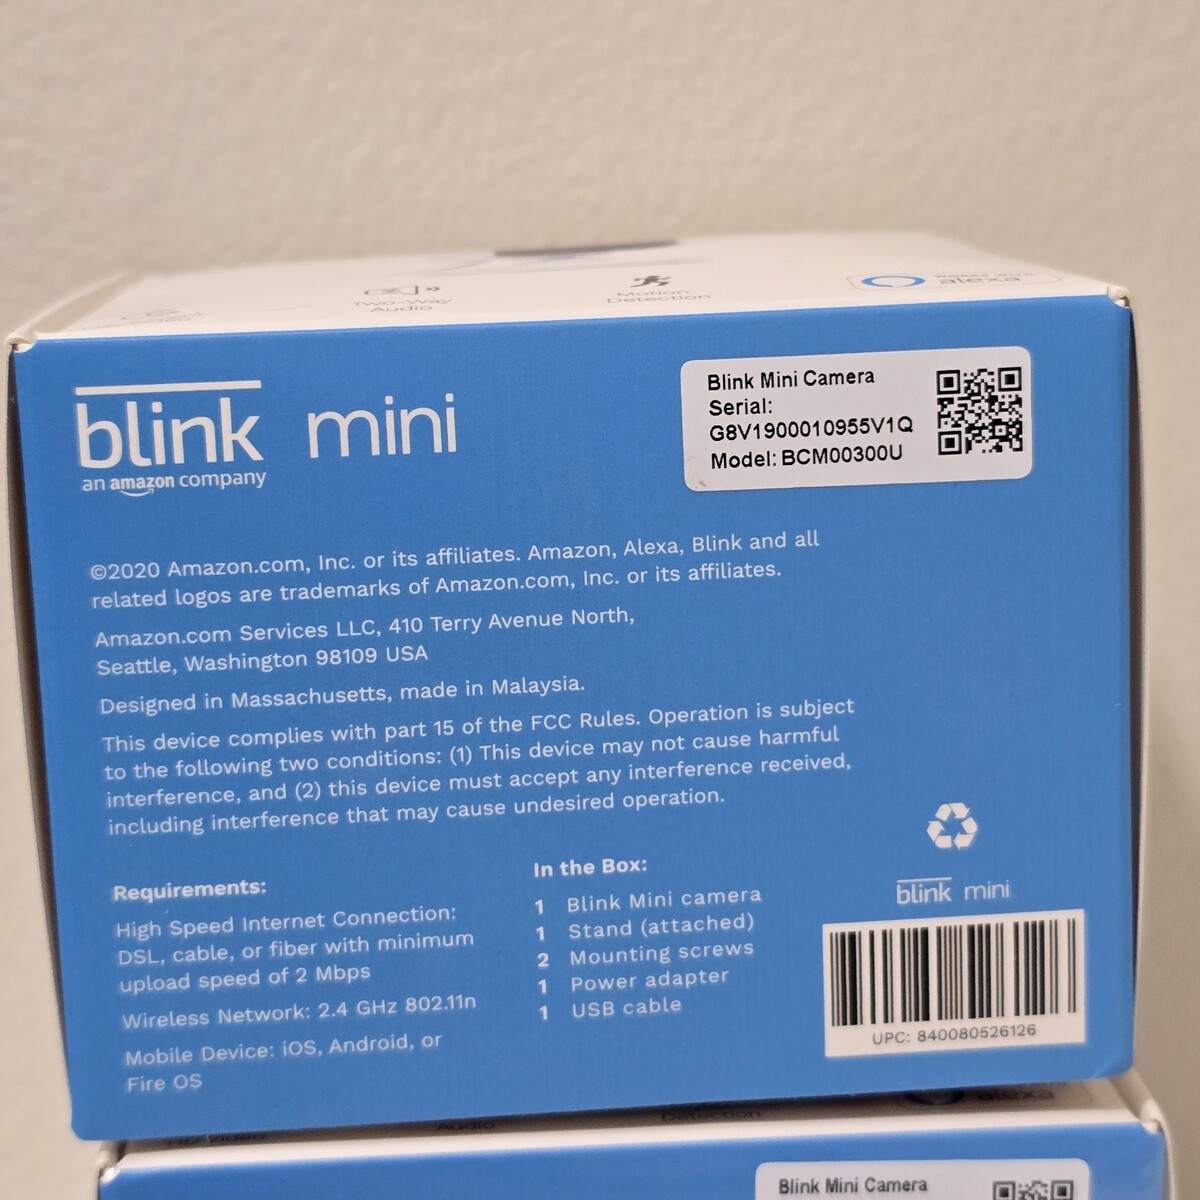 Two-Way
Audio
Motion
Detection
WORKS WITH
alexa
blink mini
an amazon company
Blink Mini Camera
Serial:
G8V1900010955V1Q
Model: BCM00300U
©2020 Amazon.com, Inc. or its affiliates. Amazon, Alexa, Blink and all
related logos are trademarks of Amazon.com, Inc. or its affiliates.
Amazon.com Services LLC, 410 Terry Avenue North,
Seattle, Washington 98109 USA
Designed in Massachusetts, made in Malaysia.
This device complies with part 15 of the FCC Rules. Operation is subject
to the following two conditions: (1) This device may not cause harmful
interference, and (2) this device must accept any interference received,
including interference that may cause undesired operation.
Requirements:
High Speed Internet Connection:
DSL, cable, or fiber with minimum
upload speed of 2 Mbps
Wireless Network: 2.4 GHz 802.11n
Mobile Device: iOS, Android, or
Fire OS
In the Box:
1 Blink Mini camera
1 Stand (attached)
2 Mounting screws
1 Power adapter
1 USB cable
blink mini
UPC: 840080526126
HD Video
Audio
Detection
alexa
Blink Mini Camera